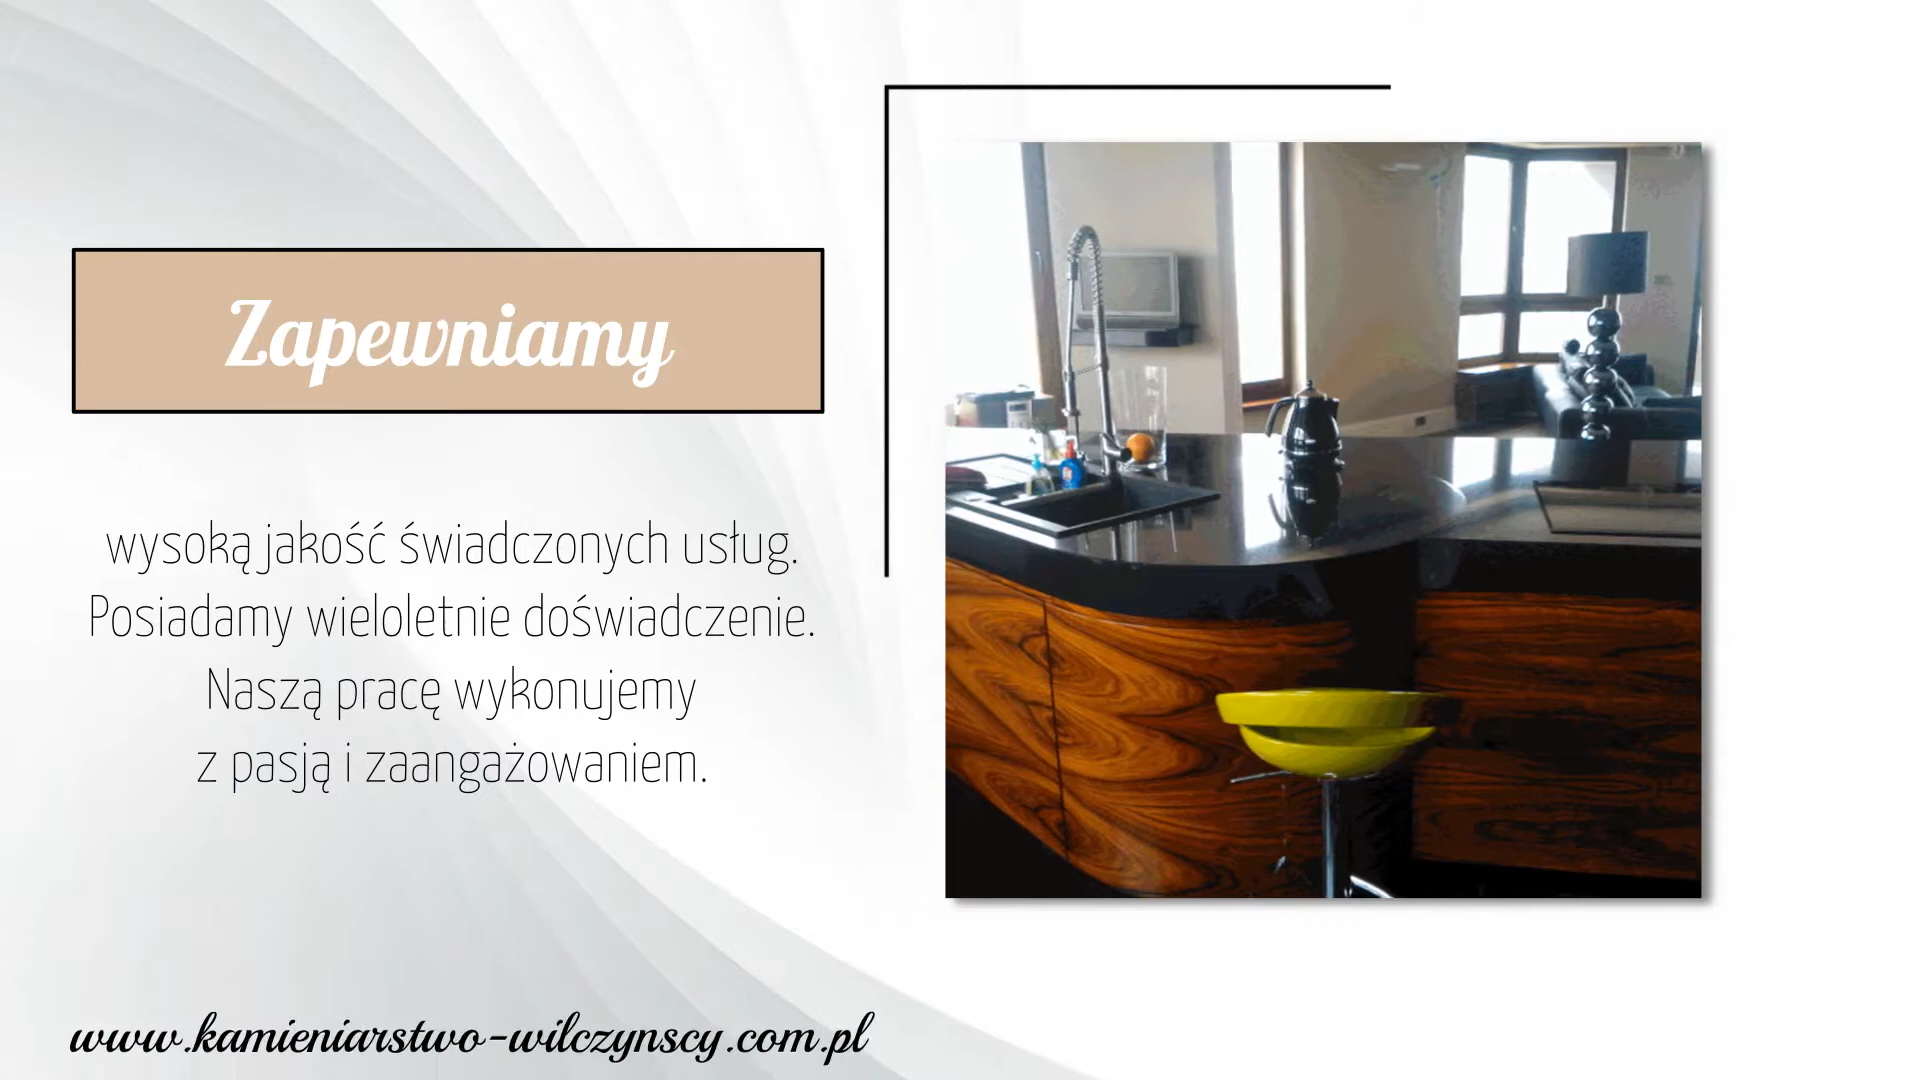 Zapewniamy
wysoką jakość świadczonych usług.
Posiadamy wieloletnie doświadczenie.
Naszą pracę wykonujemy
z pasją i zaangażowaniem.
www.kamieniarstwo-wilczynscy.com.pl